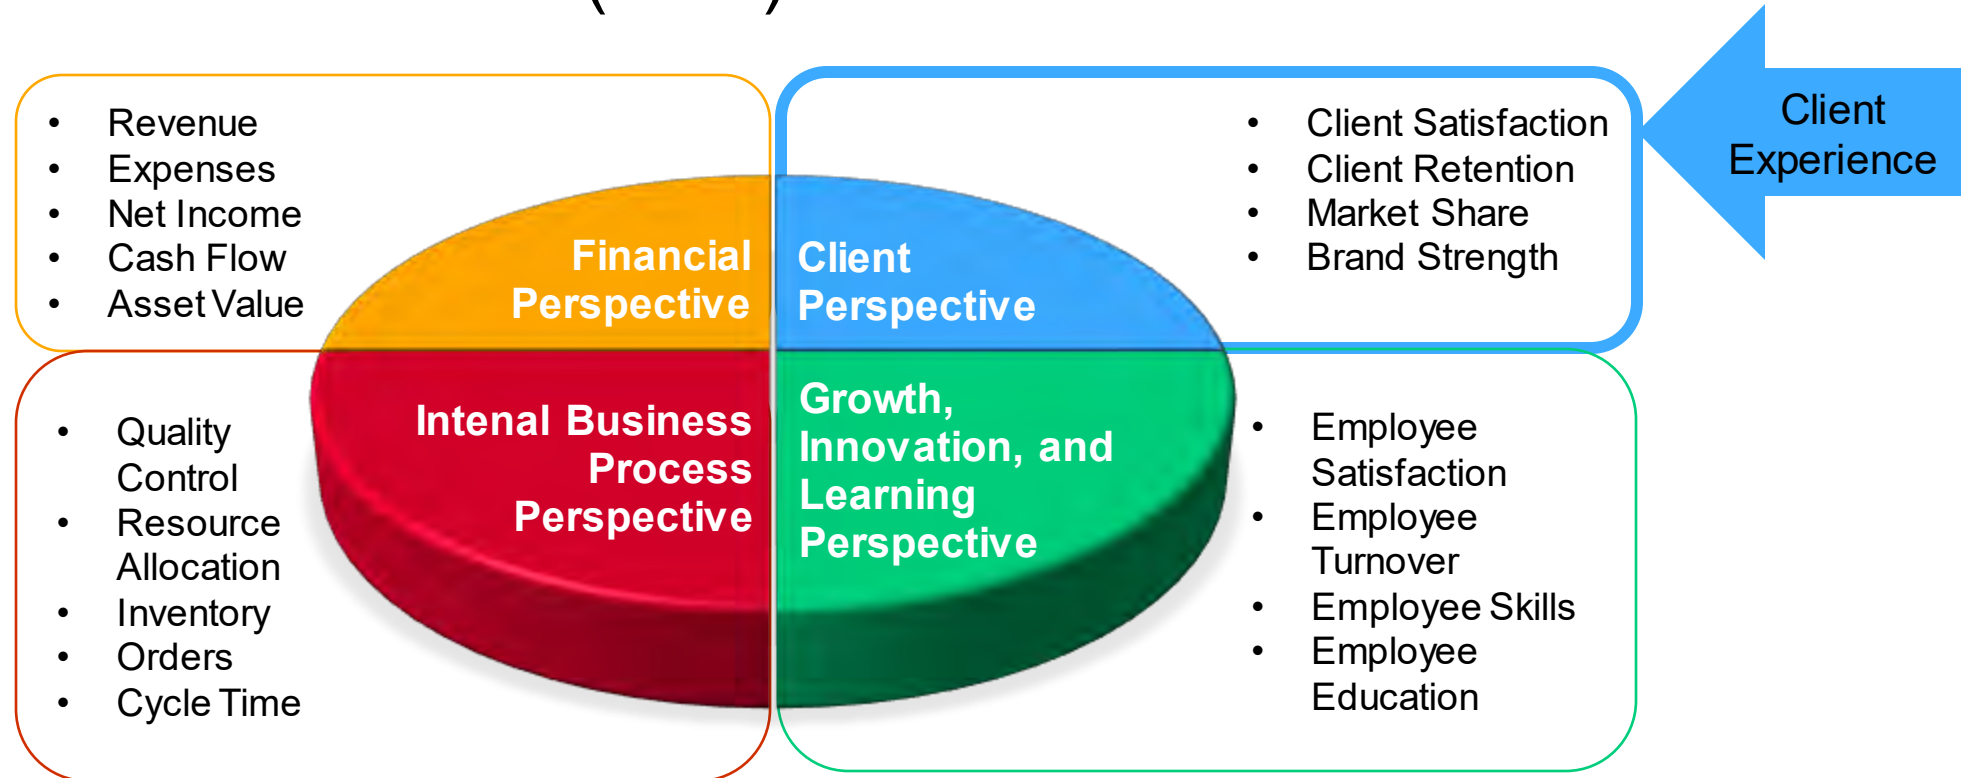 • Revenue
• Expenses
• Net Income
• Cash Flow
• Asset Value
Financial
Perspective
Client
Perspective
• Client Satisfaction
• Client Retention
• Market Share
• Brand Strength
Client
Experience
• Quality
Control
• Resource
Allocation
• Inventory
• Orders
• Cycle Time
Intenal Business
Process
Perspective
Growth,
Innovation, and
Learning
Perspective
• Employee
Satisfaction
• Employee
Turnover
• Employee Skills
• Employee
Education